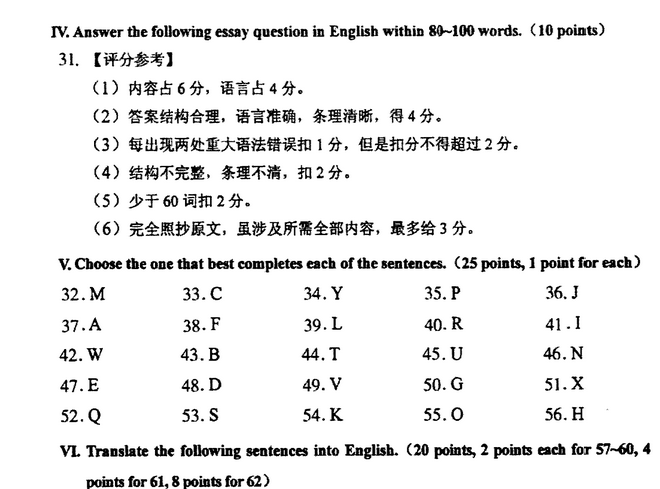 IV. Answer the following essay question in English within 80~100 words.（10 points）
31. 【评分参考】
（1）内容占 6 分，语言占 4 分。
（2）答案结构合理，语言准确，条理清晰，得 4 分。
（3）每出现两处重大语法错误扣 1 分，但是扣分不得超过 2 分。
（4）结构不完整，条理不清，扣 2 分。
（5）少于 60 词扣 2 分。
（6）完全照抄原文，虽涉及所需全部内容，最多给 3 分。
V. Choose the one that best completes each of the sentences.（25 points, 1 point for each）
32. M 33. C 34. Y 35. P 36. J
37. A 38. F 39. L 40. R 41 . I
42. W 43. B 44. T 45. U 46. N
47. E 48. D 49. V 50. G 51. X
52. Q 53. S 54. K 55. O 56. H
VI. Translate the following sentences into English.（20 points, 2 points each for 57~60, 4
points for 61, 8 points for 62）